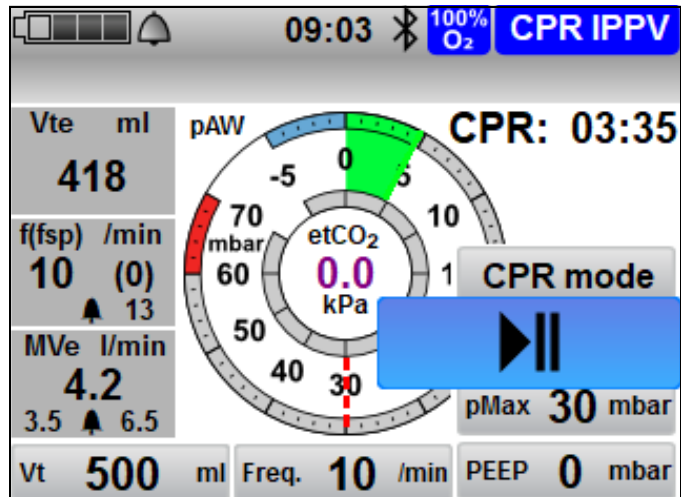 09:03 100% O₂ CPR IPPV
Vte ml
418
f(fsp) /min
10 (0)
13
MVe l/min
4.2
3.5 6.5
pAW
-5 0 5
70 10
mbar
60 1
50
40 30
etCO₂
0.0
kPa
CPR: 03:35
CPR mode
pMax 30 mbar
Vt 500 ml Freq. 10 /min PEEP 0 mbar